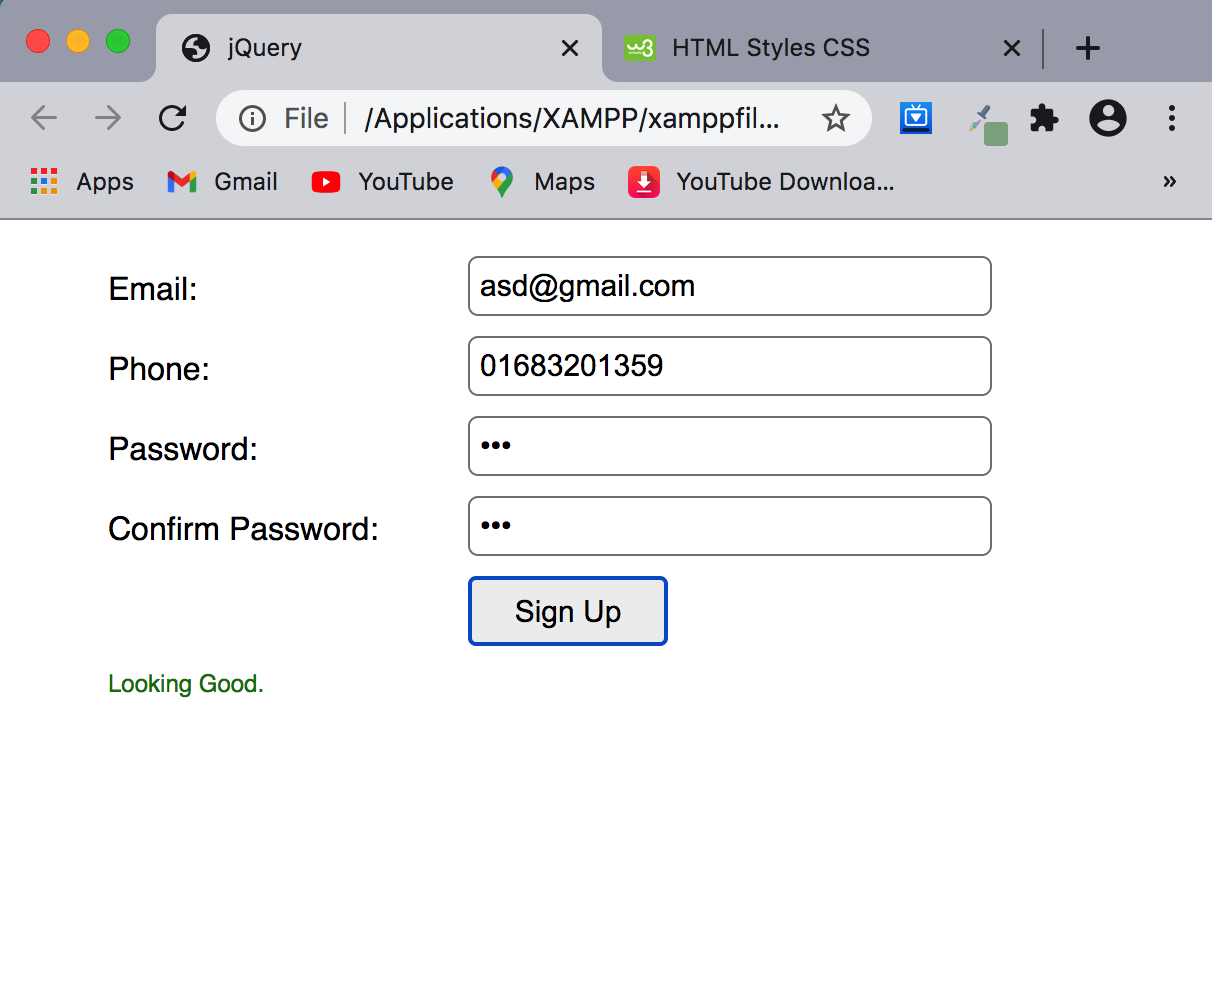 jQuery
HTML Styles CSS
File /Applications/XAMPP/xamppfil...
Apps Gmail YouTube Maps YouTube Downloa... »
Email: asd@gmail.com
Phone: 01683201359
Password: •••
Confirm Password: •••
Sign Up
Looking Good.